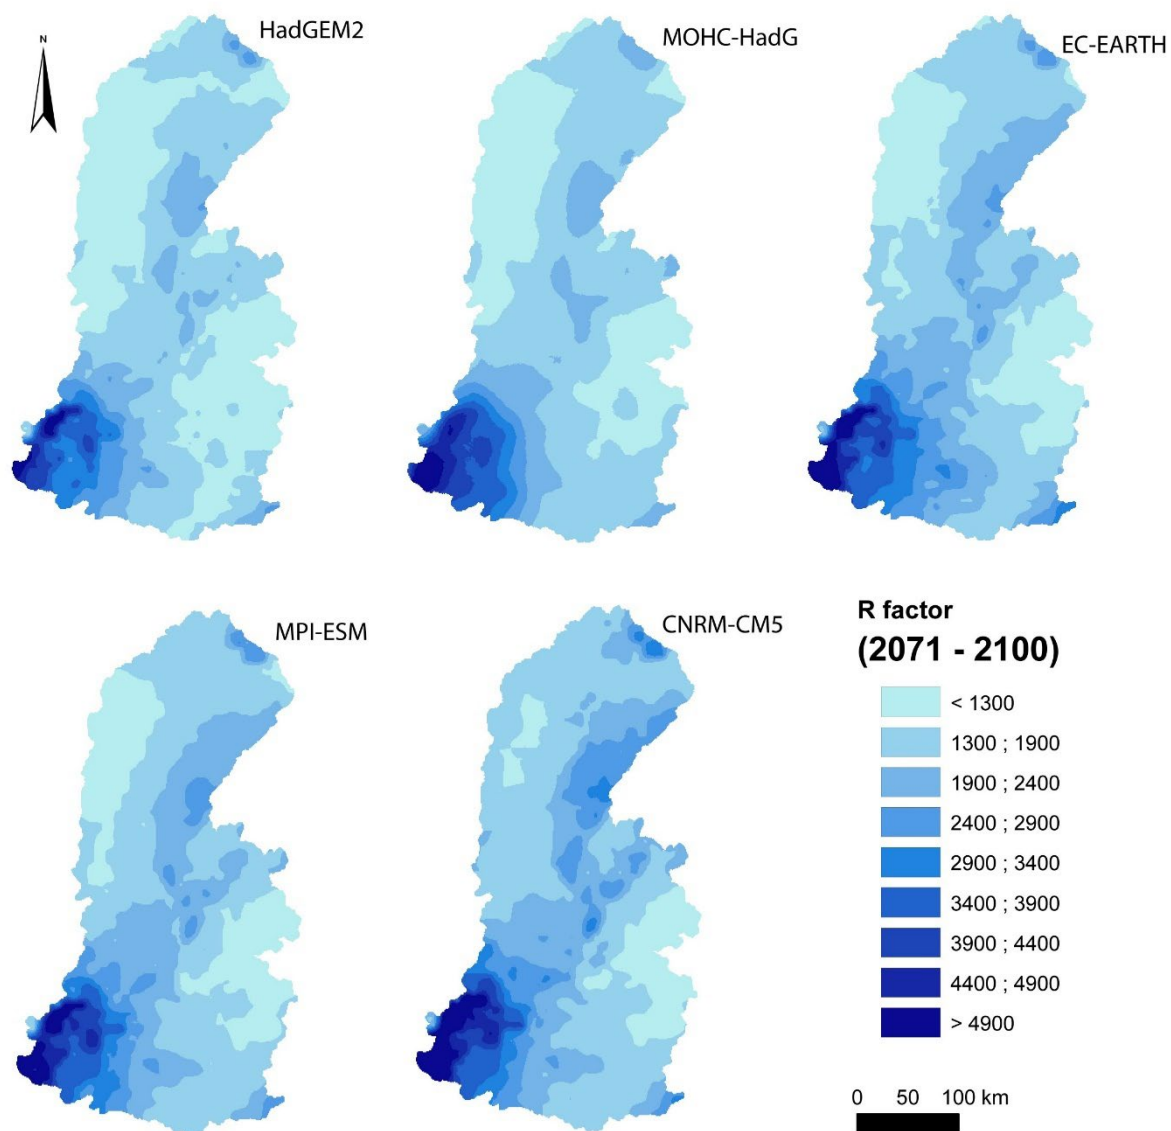 N
HadGEM2
MOHC-HadG
EC-EARTH
MPI-ESM
CNRM-CM5
R factor
(2071 - 2100)
< 1300
1300 ; 1900
1900 ; 2400
2400 ; 2900
2900 ; 3400
3400 ; 3900
3900 ; 4400
4400 ; 4900
> 4900
0 50 100 km